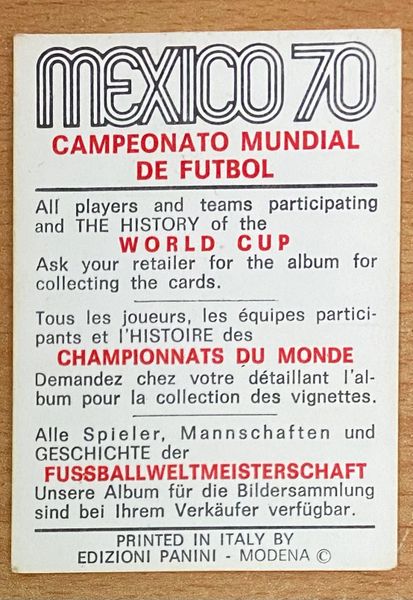 MEXICO 70
CAMPEONATO MUNDIAL
DE FUTBOL
All players and teams participating
and THE HISTORY of the
WORLD CUP
Ask your retailer for the album for
collecting the cards.
Tous les joueurs, les équipes partici-
pants et l'HISTOIRE des
CHAMPIONNATS DU MONDE
Demandez chez votre détaillant l'al-
bum pour la collection des vignettes.
Alle Spieler, Mannschaften und
GESCHICHTE der
FUSSBALLWELTMEISTERSCHAFT
Unsere Album für die Bildersammlung
sind bei Ihrem Verkäufer verfügbar.
PRINTED IN ITALY BY
EDIZIONI PANINI - MODENA ©